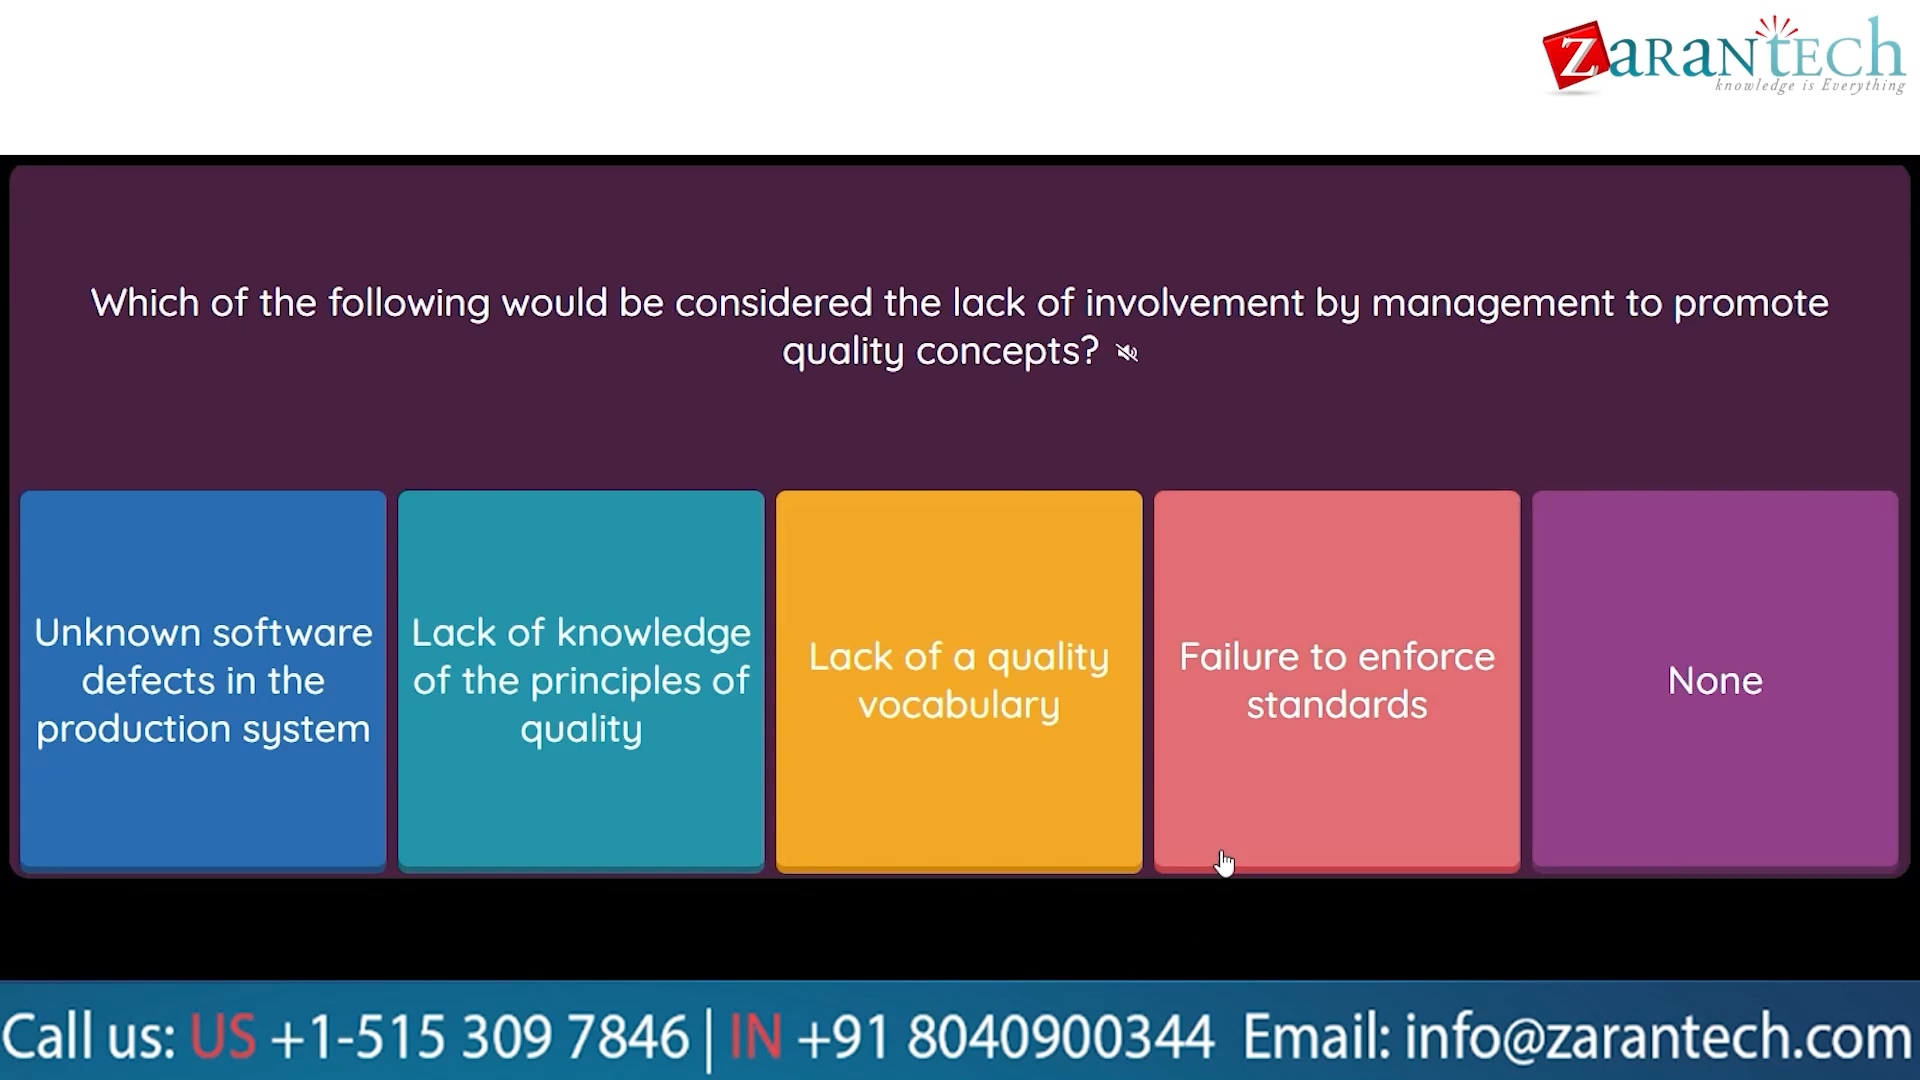 ZARANTECH
knowledge is Everything
Which of the following would be considered the lack of involvement by management to promote
quality concepts?
Unknown software
defects in the
production system
Lack of knowledge
of the principles of
quality
Lack of a quality
vocabulary
Failure to enforce
standards
None
Call us: US +1-515 309 7846 | IN +91 8040900344 Email: info@zarantech.com